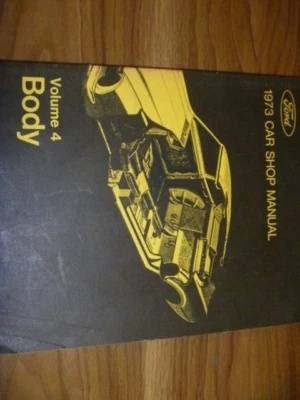 Ford
1973 CAR SHOP MANUAL
Volume 4
Body